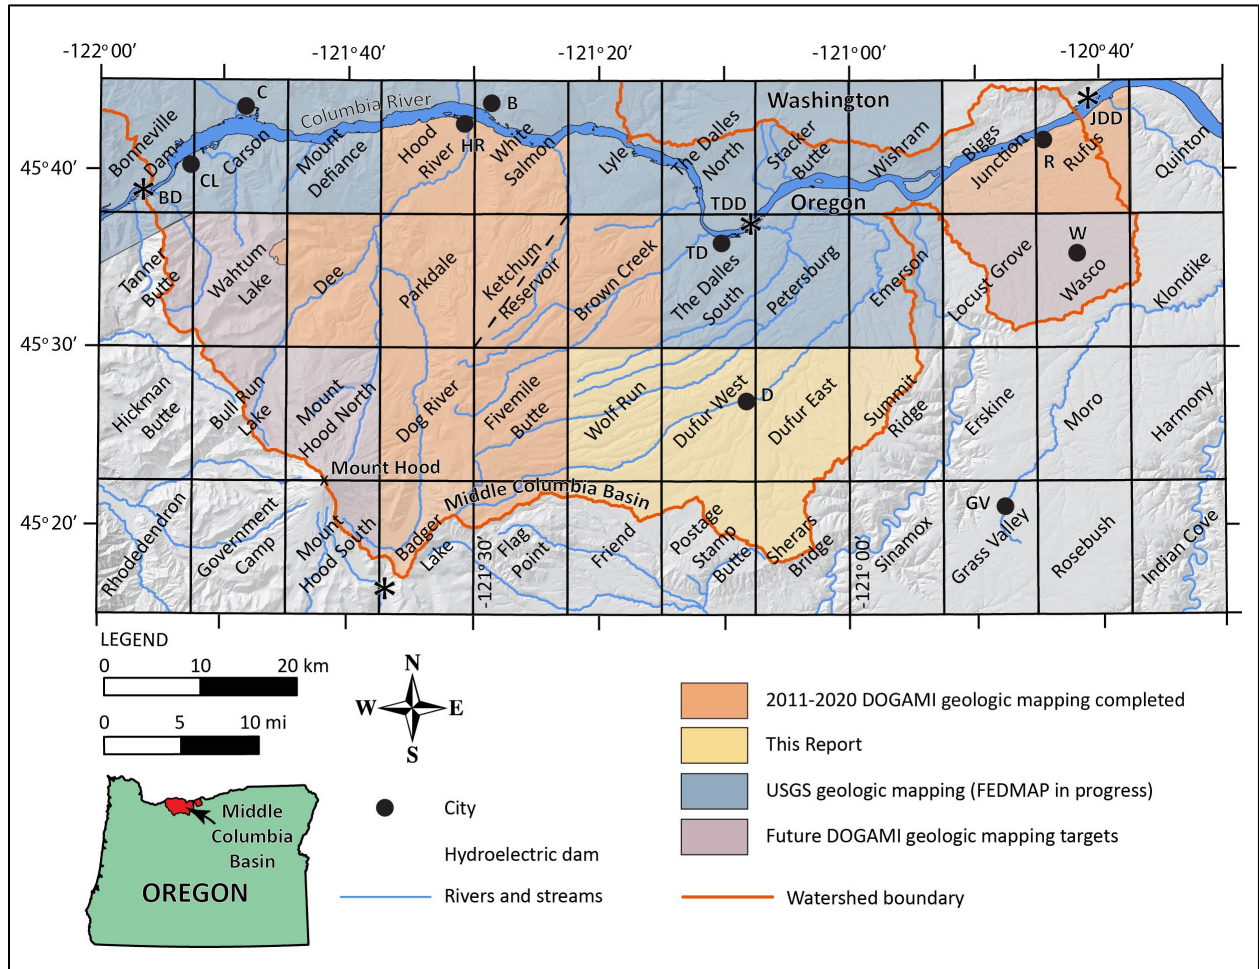 -122°00′
-121°40′
-121°20′
-121°00′
-120°40′
45°40′
45°30′
45°20′
-121°30′
-121°00′
Columbia River
Washington
Oregon
C
B
HR
CL
BD
TDD
TD
JDD
R
W
D
GV
Bonneville
Dam
Carson
Mount
Defiance
Hood
River
White
Salmon
Lyle
The Dalles
North
Stacker
Butte
Wishram
Biggs
Junction
Rufus
Quinton
Tanner
Butte
Wahtum
Lake
Dee
Parkdale
Ketchum
Reservoir
Brown Creek
The Dalles
South
Petersburg
Emerson
Locust Grove
Wasco
Klondike
Hickman
Butte
Bull Run
Lake
Mount
Hood North
Dog River
Fivemile
Butte
Wolf Run
Dufur West
Dufur East
Summit
Ridge
Erskine
Moro
Harmony
Mount Hood
Middle Columbia Basin
Rhodedendron
Government
Camp
Mount
Hood South
Badger
Lake
Flag
Point
Friend
Postage
Stamp
Butte
Sherars
Bridge
Sinamox
Grass Valley
Rosebush
Indian Cove
LEGEND
0 10 20 km
0 5 10 mi
N
W E
S
City
Hydroelectric dam
Rivers and streams
2011-2020 DOGAMI geologic mapping completed
This Report
USGS geologic mapping (FEDMAP in progress)
Future DOGAMI geologic mapping targets
Watershed boundary
Middle
Columbia
Basin
OREGON